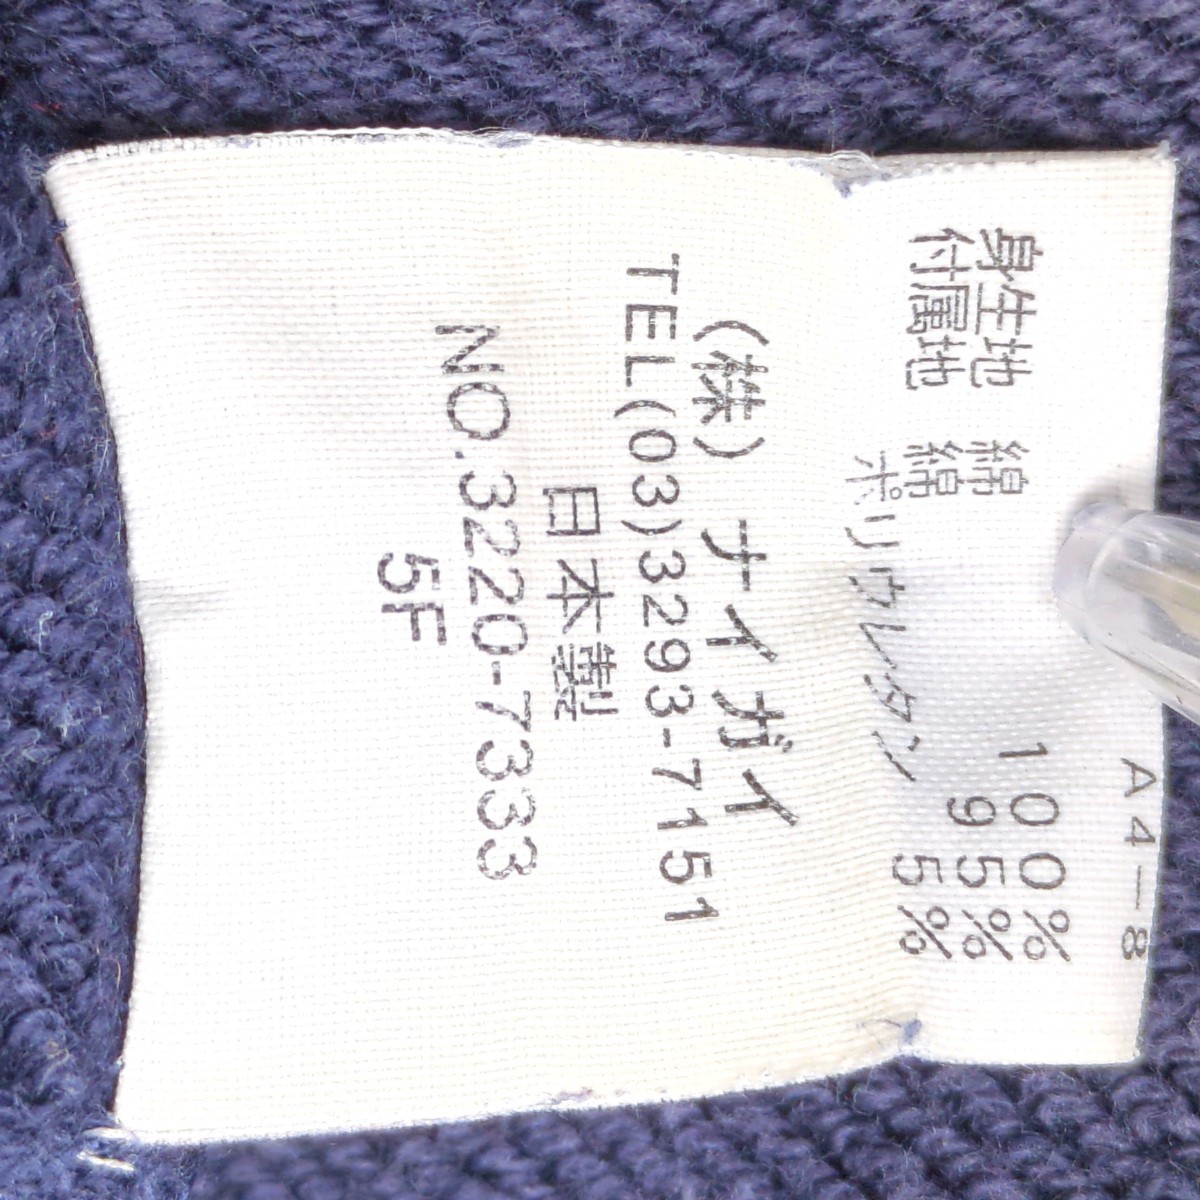 A4-8
身生地 綿 100%
付属地 綿 95%
ポリウレタン 5%
(株)ナイガイ
TEL(03)3293-7151
日本製
NO.3220-7333
5F